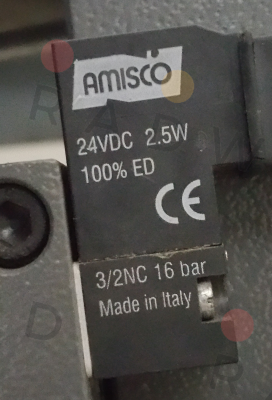 AMISCO
24VDC 2.5W
100% ED
CE
3/2NC 16 bar
Made in Italy